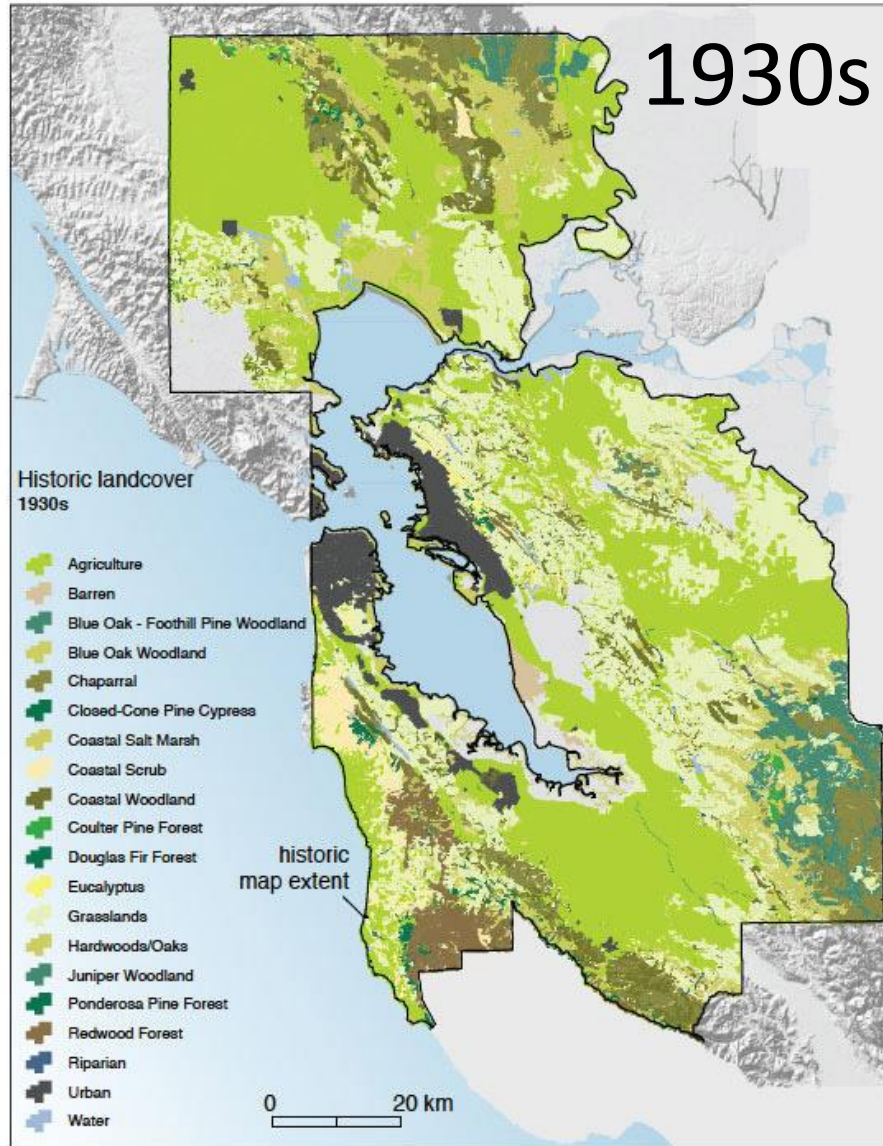 1930s
Historic landcover
1930s
Agriculture
Barren
Blue Oak - Foothill Pine Woodland
Blue Oak Woodland
Chaparral
Closed-Cone Pine Cypress
Coastal Salt Marsh
Coastal Scrub
Coastal Woodland
Coulter Pine Forest
Douglas Fir Forest
Eucalyptus
Grasslands
Hardwoods/Oaks
Juniper Woodland
Ponderosa Pine Forest
Redwood Forest
Riparian
Urban
Water
historic
map extent
0 20 km